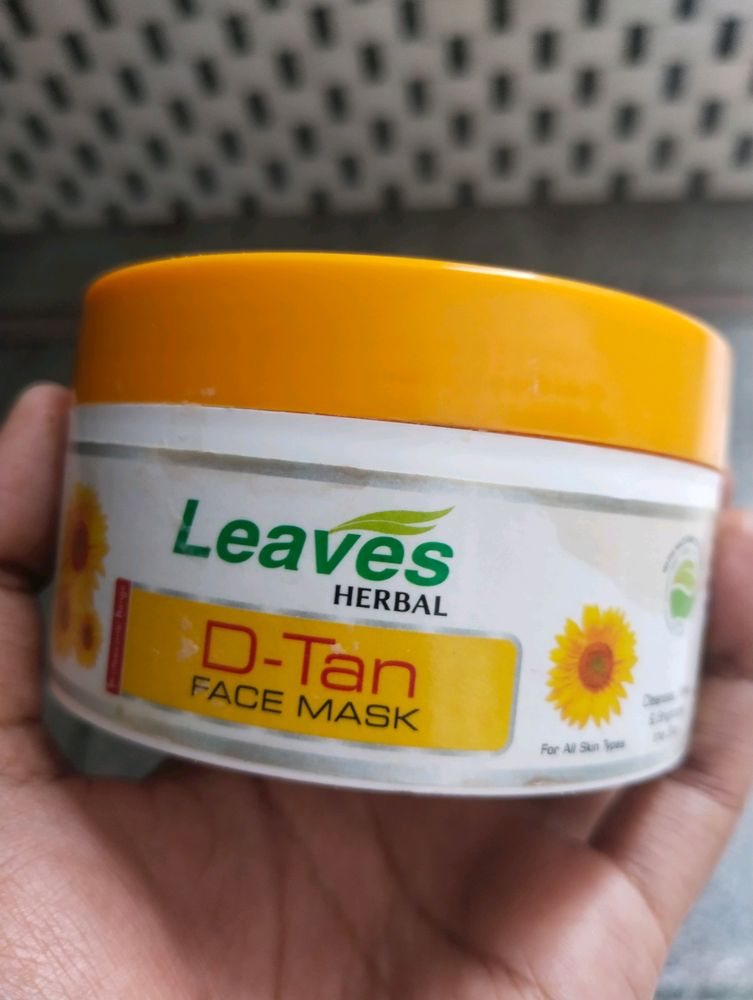 Leaves
HERBAL
D-Tan
FACE MASK
For All Skin Types